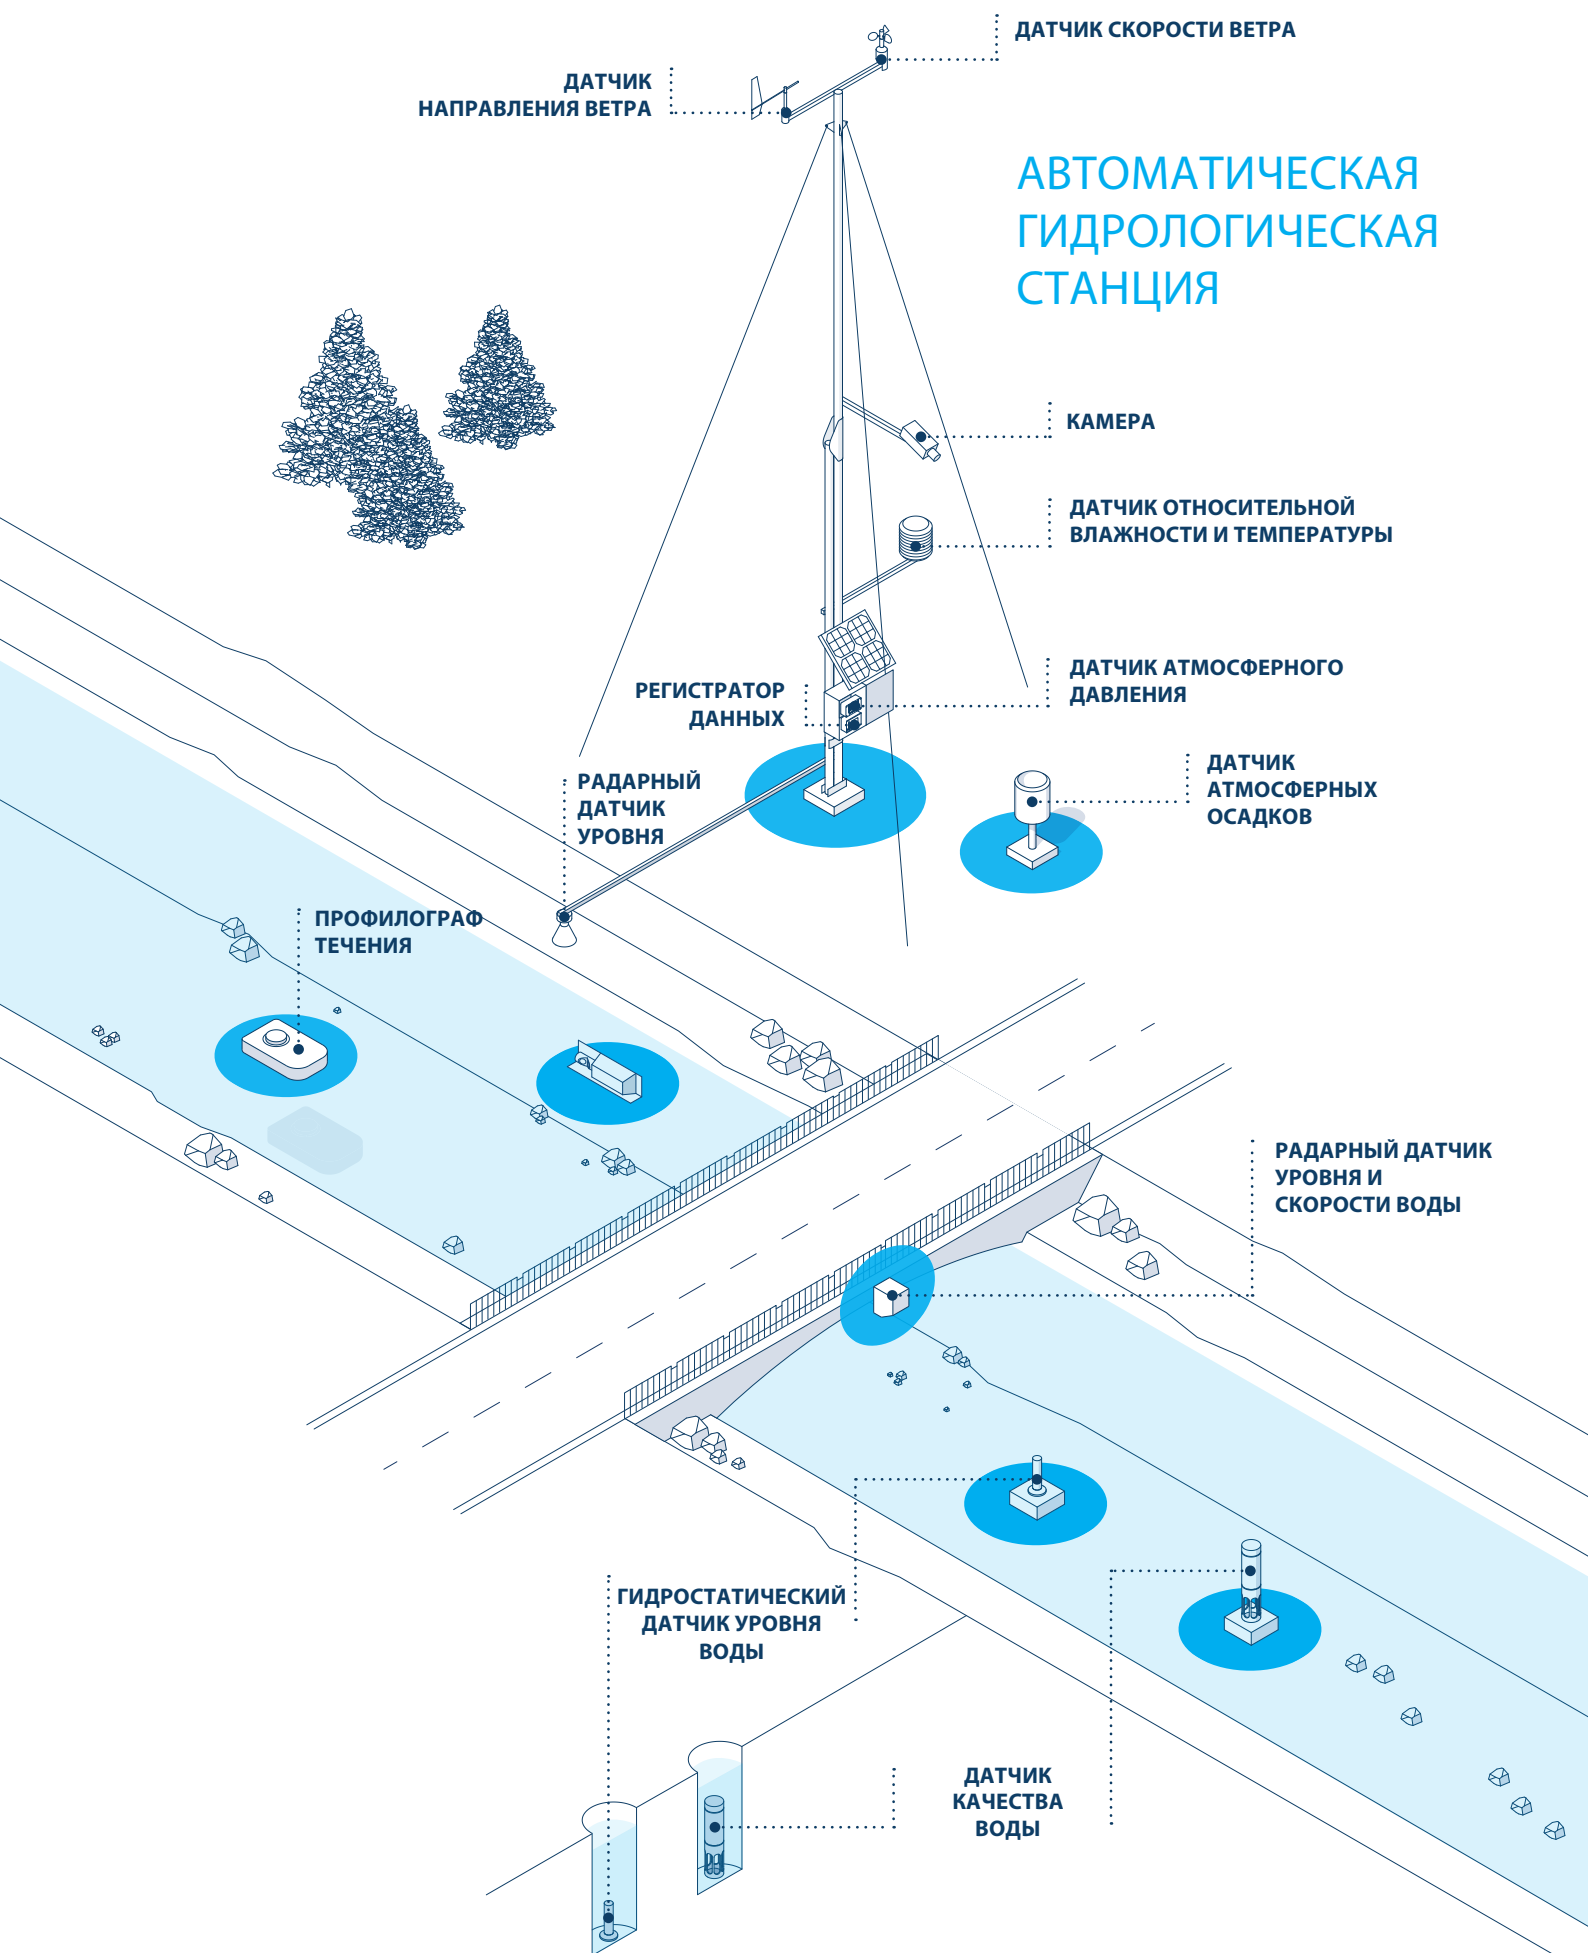 ДАТЧИК СКОРОСТИ ВЕТРА
ДАТЧИК
НАПРАВЛЕНИЯ ВЕТРА
АВТОМАТИЧЕСКАЯ
ГИДРОЛОГИЧЕСКАЯ
СТАНЦИЯ
КАМЕРА
ДАТЧИК ОТНОСИТЕЛЬНОЙ
ВЛАЖНОСТИ И ТЕМПЕРАТУРЫ
ДАТЧИК АТМОСФЕРНОГО
ДАВЛЕНИЯ
РЕГИСТРАТОР
ДАННЫХ
ДАТЧИК
АТМОСФЕРНЫХ
ОСАДКОВ
РАДАРНЫЙ
ДАТЧИК
УРОВНЯ
ПРОФИЛОГРАФ
ТЕЧЕНИЯ
РАДАРНЫЙ ДАТЧИК
УРОВНЯ И
СКОРОСТИ ВОДЫ
ГИДРОСТАТИЧЕСКИЙ
ДАТЧИК УРОВНЯ
ВОДЫ
ДАТЧИК
КАЧЕСТВА
ВОДЫ